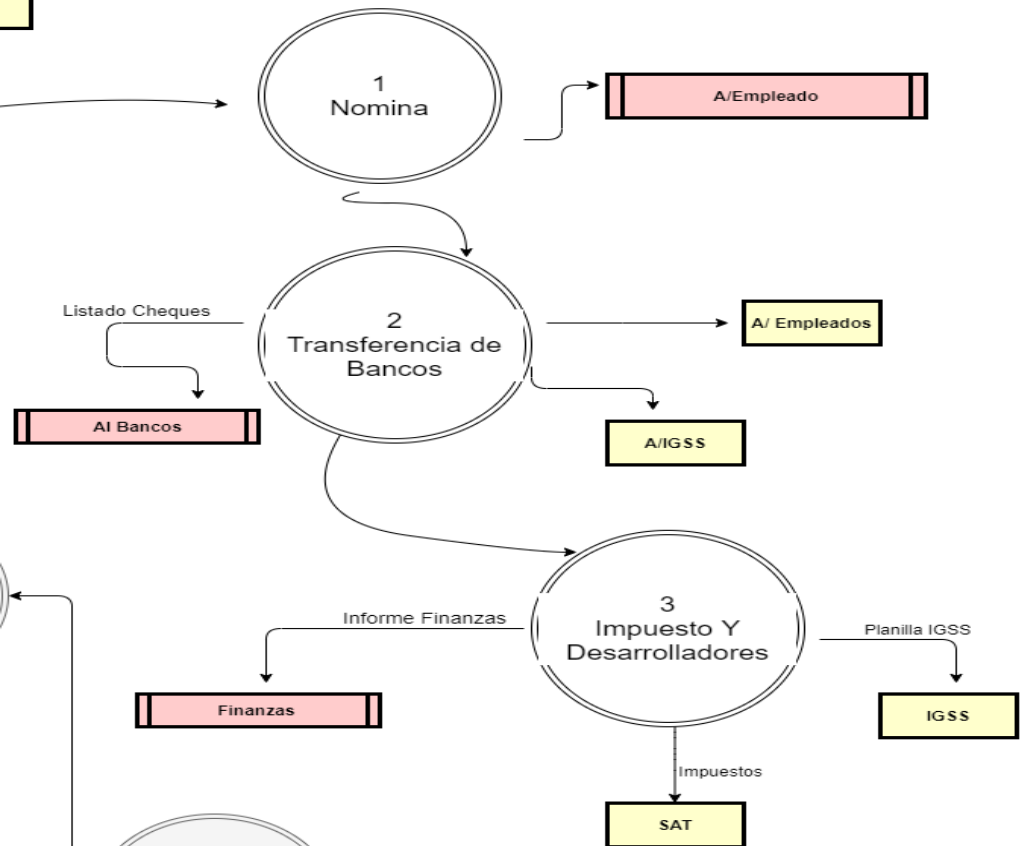 1
Nomina
A/Empleado
Listado Cheques
2
Transferencia de
Bancos
A/ Empleados
Al Bancos
A/IGSS
3
Impuesto Y
Desarrolladores
Informe Finanzas
Planilla IGSS
Finanzas
IGSS
Impuestos
SAT